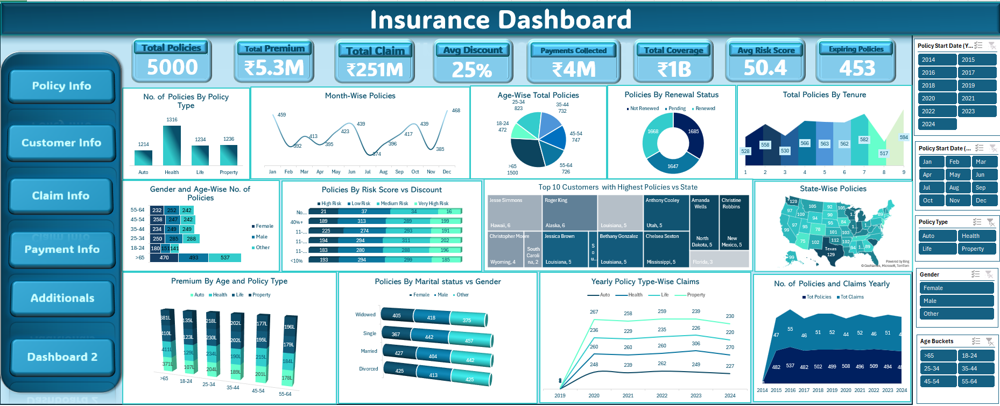 Insurance Dashboard
Total Policies
5000
Total Premium
₹5.3M
Total Claim
₹251M
Avg Discount
25%
Payments Collected
₹4M
Total Coverage
₹1B
Avg Risk Score
50.4
Expiring Policies
453
Policy Info
Customer Info
Claim Info
Payment Info
Additionals
Dashboard 2
No. of Policies By Policy
Type
1214
1316
1234
1236
Auto Health Life Property
Month-Wise Policies
459
392
413
395
423
439
374
396
417
439
385
468
Jan Feb Mar Apr May Jun Jul Aug Sep Oct Nov Dec
Age-Wise Total Policies
25-34
823
35-44
732
18-24
472
45-54
747
>65
1500
55-64
726
Policies By Renewal Status
Not Renewed Pending Renewed
1668
1685
1647
Total Policies By Tenure
528
558
530
566
563
562
582
517
594
1 2 3 4 5 6 7 8 9
Gender and Age-Wise No. of
Policies
55-64 232 252 242
45-54 258 247 242
35-44 234 249 249
25-34 250 285 288
18-24 180 151 141
>65 470 493 537
Female
Male
Other
Policies By Risk Score vs Discount
High Risk Low Risk Medium Risk Very High Risk
No... 21 37 34 16
40%+ 189 313 289 199
11-... 225 274 293 191
11-... 194 294 311 202
11-... 183 280 288 196
<10% 193 294 299 185
Top 10 Customers with Highest Policies vs State
Jesse Simmons
Hawaii, 6
Roger King
Alaska, 6
Louisiana, 5
Anthony Cooley
Utah, 5
Amanda
Wells
North
Dakota, 5
Christine
Robbins
New
Mexico, 5
Christopher Moore
Wyoming, 4
South
Caroli
na, 2
Jessica Brown
Louisiana, 5
S
o
u...
Bethany Gonzalez
Louisiana, 5
Chelsea Sexton
Mississippi, 5
Florida, 3
State-Wise Policies
120
105
92
105
97
100
94
90
95
84
89
99
97
95
78
101
103
75
102
112
102
94
89
Texas
129
99
Powered by Bing
© GeoNames, Microsoft, TomTom
Premium By Age and Policy Type
Auto Health Life Property
381L 135L 218L 202L 177L 196L
410L 123L 230L 202L 195L 179L
411L 129L 234L 190L 215L 184L
371L 107L 204L 189L 201L 178L
>65 18-24 25-34 35-44 45-54 55-64
Policies By Marital status vs Gender
Female Male Other
Widowed 405 418 375
Single 367 442 457
Married 427 404 442
Divorced 425 413 425
Yearly Policy Type-Wise Claims
Auto Health Life Property
267 258 259 239 230
236 229 235 226 220
260 260 260 306 270
248 239 262 249 227
2019 2020 2021 2022 2023 2024
No. of Policies and Claims Yearly
Tot Policies Tot Claims
47 55 46 51 52 44 52 46 51
482 537 482 502 499 508 496 509 494
2014 2015 2016 2017 2018 2019 2020 2021 2022 2023 2024
Policy Start Date (Y...
2014 2015
2016 2017
2018 2019
2020 2021
2022 2023
2024
Policy Start Date (...
Jan Feb Mar
Apr May Jun
Jul Aug Sep
Oct Nov Dec
Policy Type
Auto Health
Life Property
Gender
Female
Male
Other
Age Buckets
>65 18-24
25-34 35-44
45-54 55-64